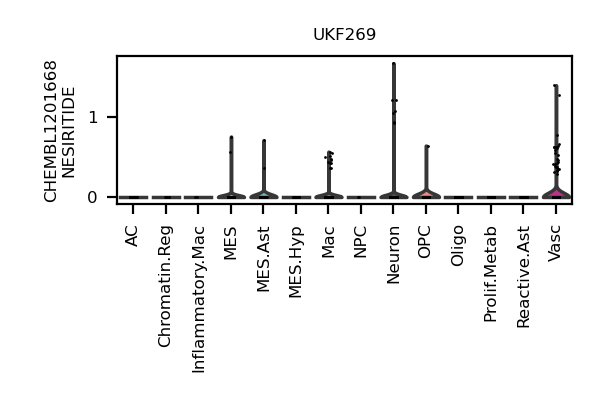 UKF269
CHEMBL1201668
NESIRITIDE
1
0
AC
Chromatin.Reg
Inflammatory.Mac
MES
MES.Ast
MES.Hyp
Mac
NPC
Neuron
OPC
Oligo
Prolif.Metab
Reactive.Ast
Vasc